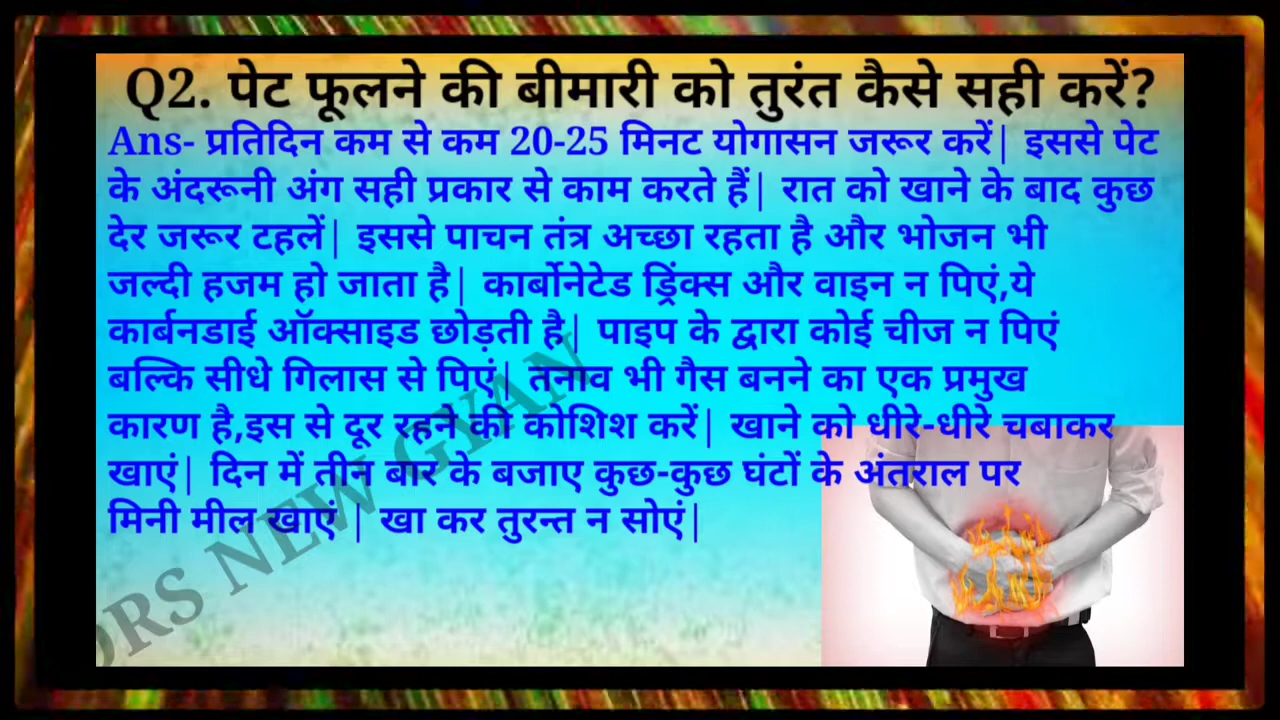 Q2. पेट फूलने की बीमारी को तुरंत कैसे सही करें?
Ans- प्रतिदिन कम से कम 20-25 मिनट योगासन जरूर करें| इससे पेट
के अंदरूनी अंग सही प्रकार से काम करते हैं| रात को खाने के बाद कुछ
देर जरूर टहलें| इससे पाचन तंत्र अच्छा रहता है और भोजन भी
जल्दी हजम हो जाता है| कार्बोनेटेड ड्रिंक्स और वाइन न पिएं,ये
कार्बनडाई ऑक्साइड छोड़ती है| पाइप के द्वारा कोई चीज न पिएं
बल्कि सीधे गिलास से पिएं| तनाव भी गैस बनने का एक प्रमुख
कारण है,इस से दूर रहने की कोशिश करें| खाने को धीरे-धीरे चबाकर
खाएं| दिन में तीन बार के बजाए कुछ-कुछ घंटों के अंतराल पर
मिनी मील खाएं | खा कर तुरन्त न सोएं|
DRS NEW GYAN